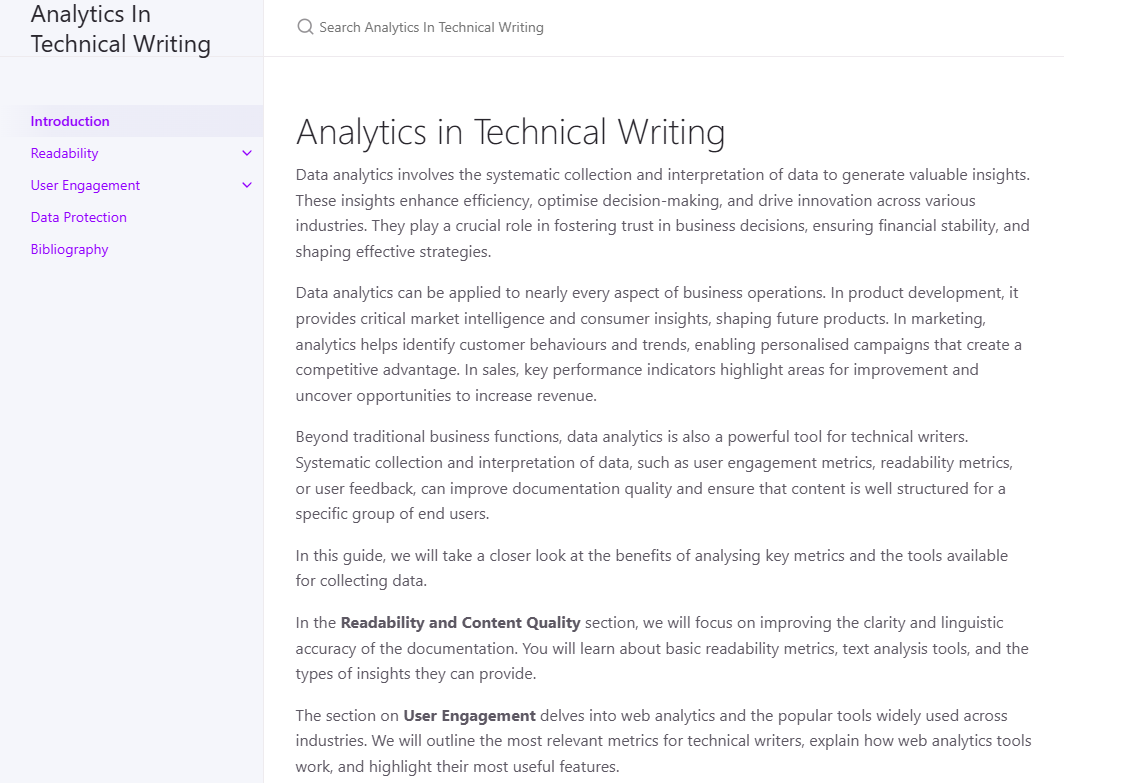 Analytics In
Technical Writing
Search Analytics In Technical Writing
Introduction
Readability
User Engagement
Data Protection
Bibliography
Analytics in Technical Writing
Data analytics involves the systematic collection and interpretation of data to generate valuable insights.
These insights enhance efficiency, optimise decision-making, and drive innovation across various
industries. They play a crucial role in fostering trust in business decisions, ensuring financial stability, and
shaping effective strategies.
Data analytics can be applied to nearly every aspect of business operations. In product development, it
provides critical market intelligence and consumer insights, shaping future products. In marketing,
analytics helps identify customer behaviours and trends, enabling personalised campaigns that create a
competitive advantage. In sales, key performance indicators highlight areas for improvement and
uncover opportunities to increase revenue.
Beyond traditional business functions, data analytics is also a powerful tool for technical writers.
Systematic collection and interpretation of data, such as user engagement metrics, readability metrics,
or user feedback, can improve documentation quality and ensure that content is well structured for a
specific group of end users.
In this guide, we will take a closer look at the benefits of analysing key metrics and the tools available
for collecting data.
In the Readability and Content Quality section, we will focus on improving the clarity and linguistic
accuracy of the documentation. You will learn about basic readability metrics, text analysis tools, and the
types of insights they can provide.
The section on User Engagement delves into web analytics and the popular tools widely used across
industries. We will outline the most relevant metrics for technical writers, explain how web analytics tools
work, and highlight their most useful features.